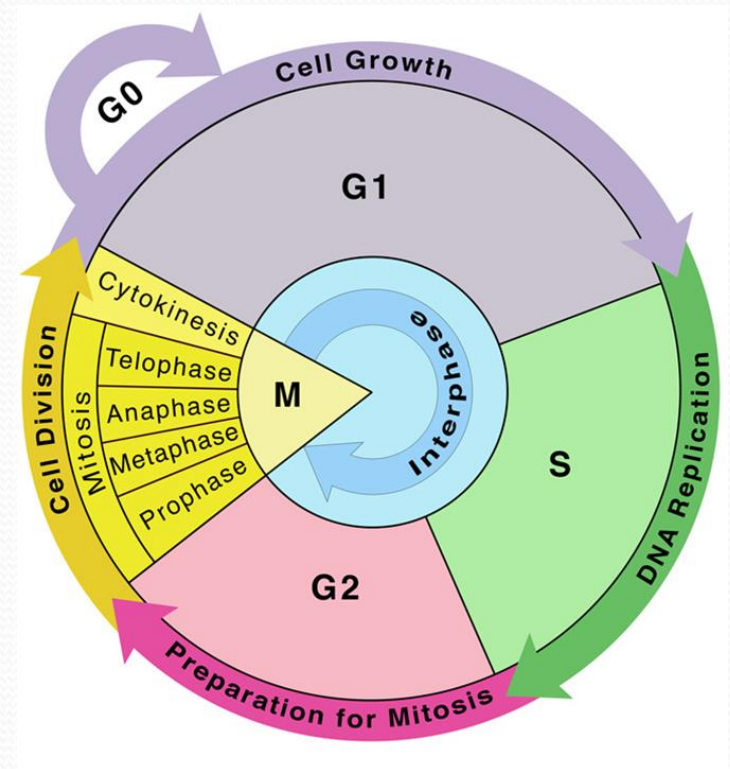 Cell Growth
G0
G1
Cytokinesis
Telophase
Anaphase
Metaphase
Prophase
Mitosis
Cell Division
M
Interphase
S
DNA Replication
G2
Preparation for Mitosis